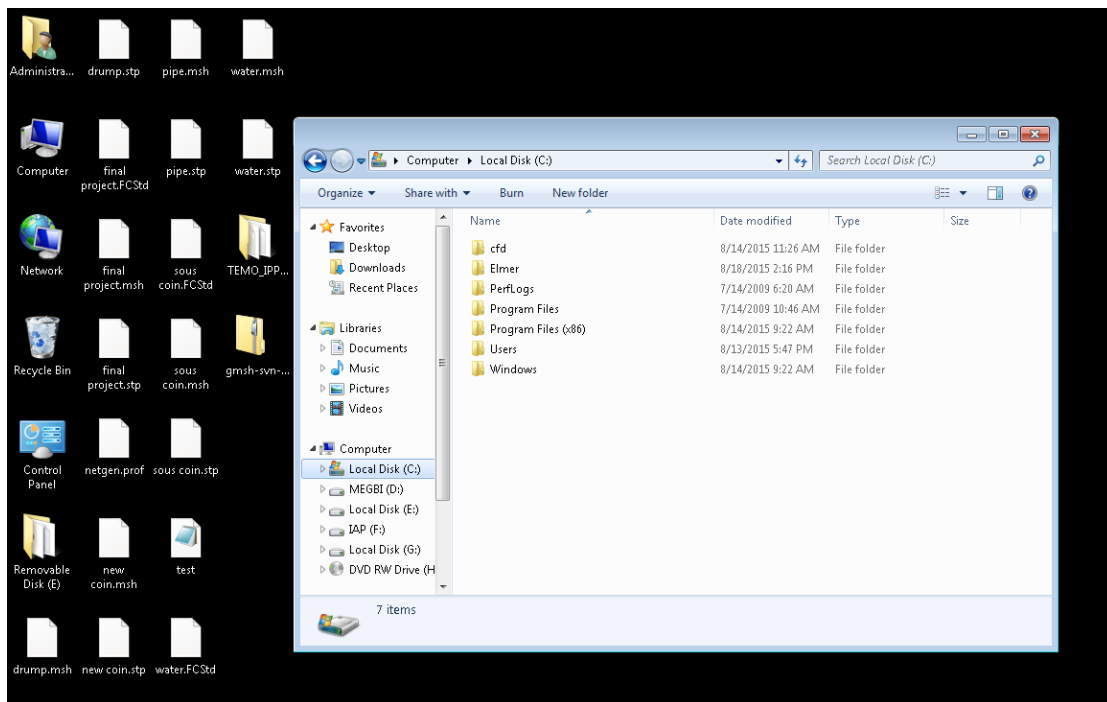 Administra...
drump.stp
pipe.msh
water.msh
Computer
final
project.FCStd
pipe.stp
water.stp
Network
final
project.msh
sous
coin.FCStd
TEMO_IPP...
Recycle Bin
final
project.stp
sous
coin.msh
gmsh-svn-...
Control
Panel
netgen.prof
sous coin.stp
Removable
Disk (E)
new
coin.msh
test
drump.msh
new coin.stp
water.FCStd
Computer Local Disk (C:)
Search Local Disk (C:)
Organize Share with Burn New folder
Favorites
Desktop
Downloads
Recent Places
Libraries
Documents
Music
Pictures
Videos
Computer
Local Disk (C:)
MEGBI (D:)
Local Disk (E:)
IAP (F:)
Local Disk (G:)
DVD RW Drive (H
Name Date modified Type Size
cfd 8/14/2015 11:26 AM File folder
Elmer 8/18/2015 2:16 PM File folder
PerfLogs 7/14/2009 6:20 AM File folder
Program Files 7/14/2009 10:46 AM File folder
Program Files (x86) 8/14/2015 9:22 AM File folder
Users 8/13/2015 5:47 PM File folder
Windows 8/14/2015 9:22 AM File folder
7 items